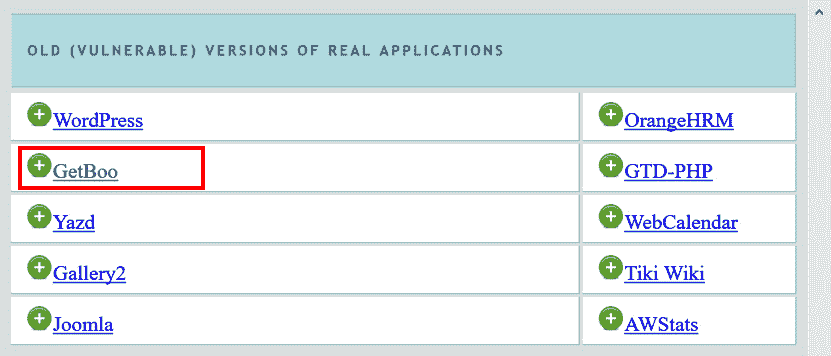 OLD (VULNERABLE) VERSIONS OF REAL APPLICATIONS
WordPress OrangeHRM
GetBoo GTD-PHP
Yazd WebCalendar
Gallery2 Tiki Wiki
Joomla AWStats